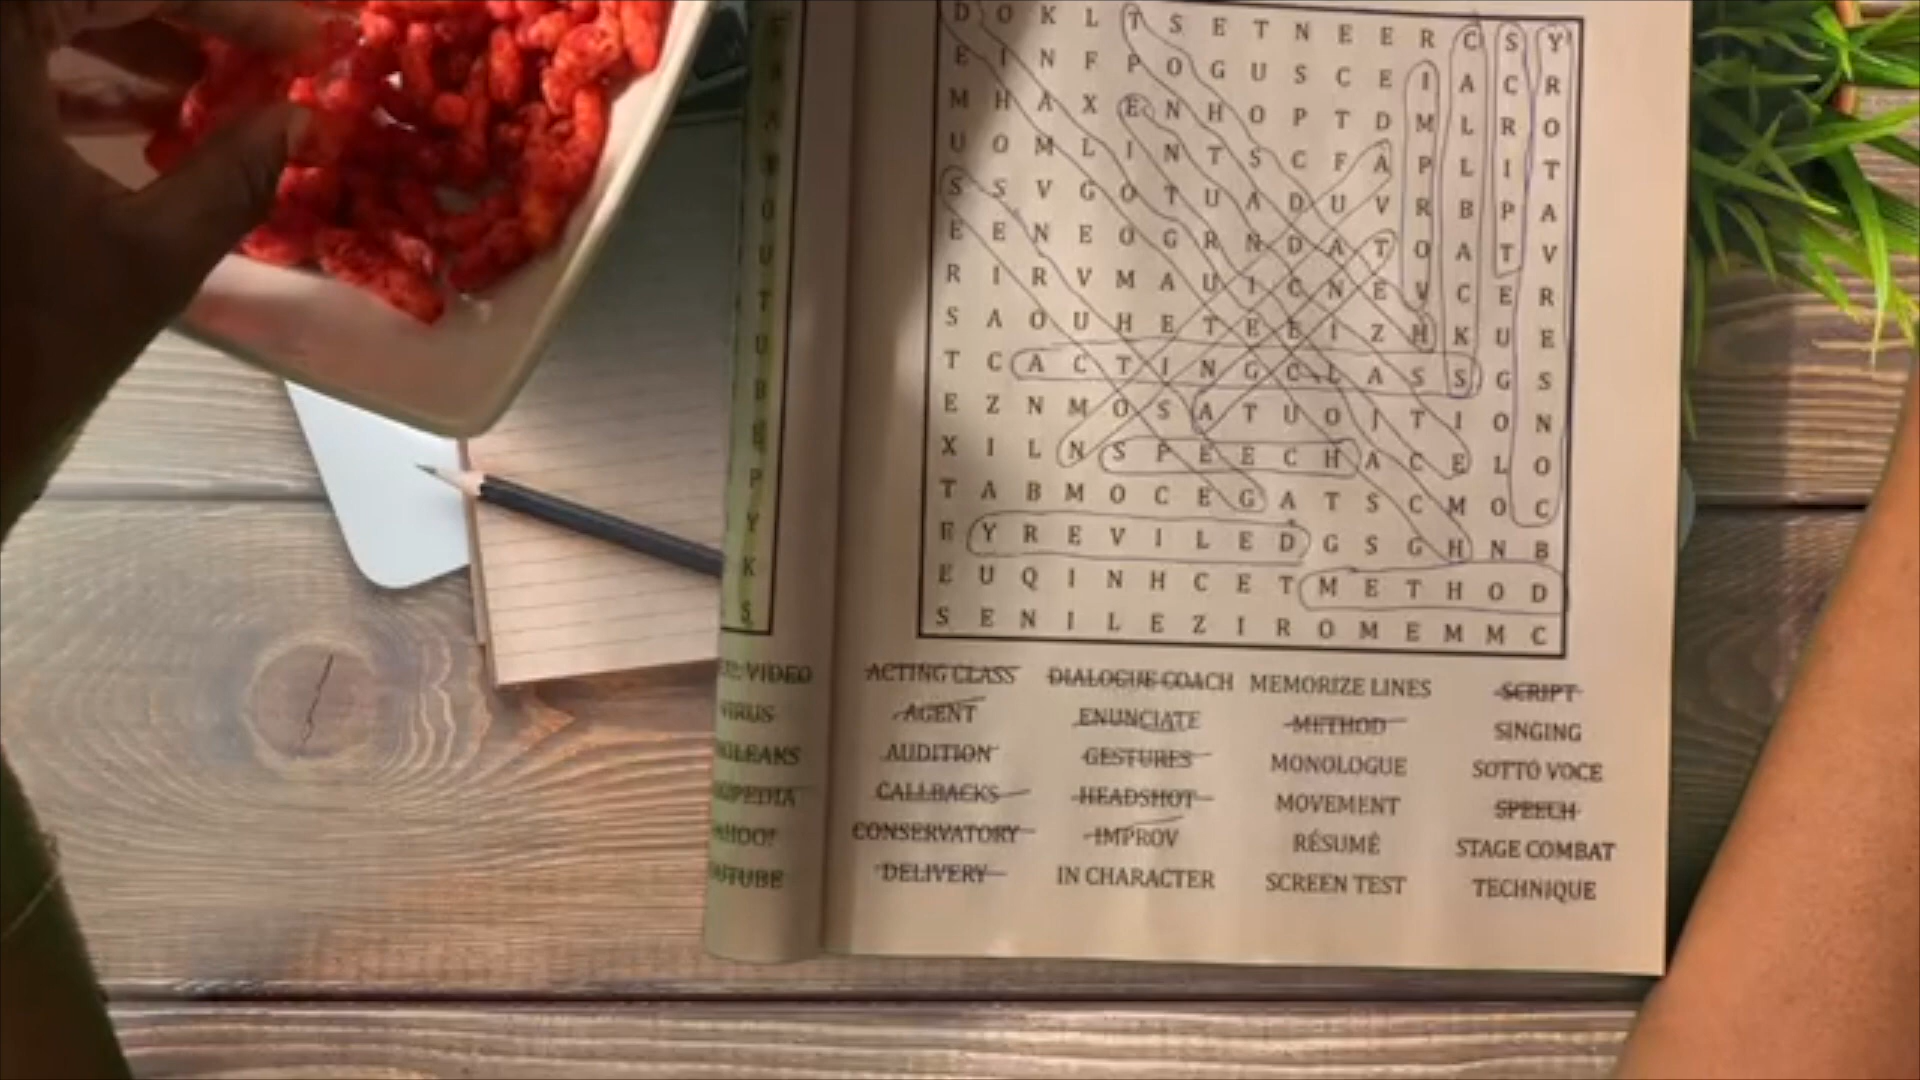 D O K L T S E T N E E R C S Y
E I N F P O G U S C E I A C R
M H A X E N H O P T D M L R O
U O M L I N T S C F A P L I T
S S V G O T U A D U V R B P A
E E N E O G R N D A T O A T V
R I R V M A U I C N E V C E R
S A O U H E T E E I Z H K U E
T C A C T I N G C L A S S G S
E Z N M O S A T U O J T I O N
X I L N S P E E C H A C E L O
T A B M O C E G A T S C M O C
E Y R E V I L E D G S G H N B
E U Q I N H C E T M E T H O D
S E N I L E Z I R O M E M M C
VIDEO ACTING CLASS DIALOGUE COACH MEMORIZE LINES SCRIPT
VIRUS AGENT ENUNCIATE METHOD SINGING
AUDITION GESTURES MONOLOGUE SOTTO VOCE
CALLBACKS HEADSHOT MOVEMENT SPEECH
CONSERVATORY IMPROV RÉSUMÉ STAGE COMBAT
DELIVERY IN CHARACTER SCREEN TEST TECHNIQUE